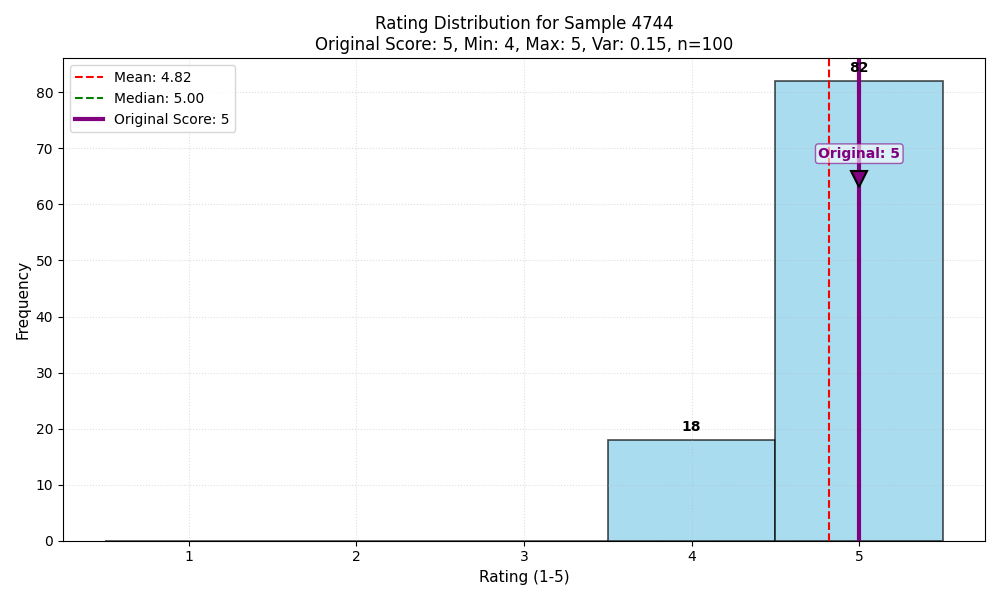 Rating Distribution for Sample 4744
Original Score: 5, Min: 4, Max: 5, Var: 0.15, n=100
Mean: 4.82
Median: 5.00
Original Score: 5
82
Original: 5
18
Frequency
80
70
60
50
40
30
20
10
0
1 2 3 4 5
Rating (1-5)